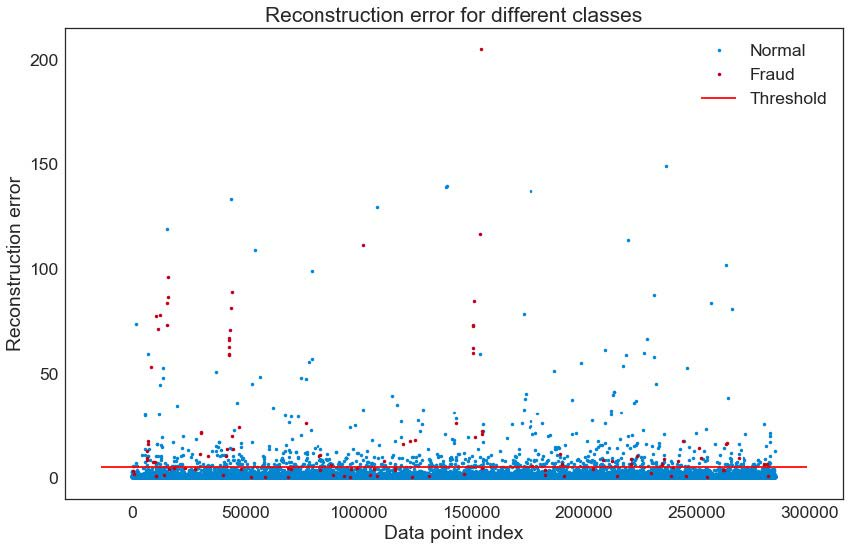 Reconstruction error for different classes
Normal
Fraud
Threshold
Reconstruction error
200
150
100
50
0
0
50000
100000
150000
200000
250000
300000
Data point index